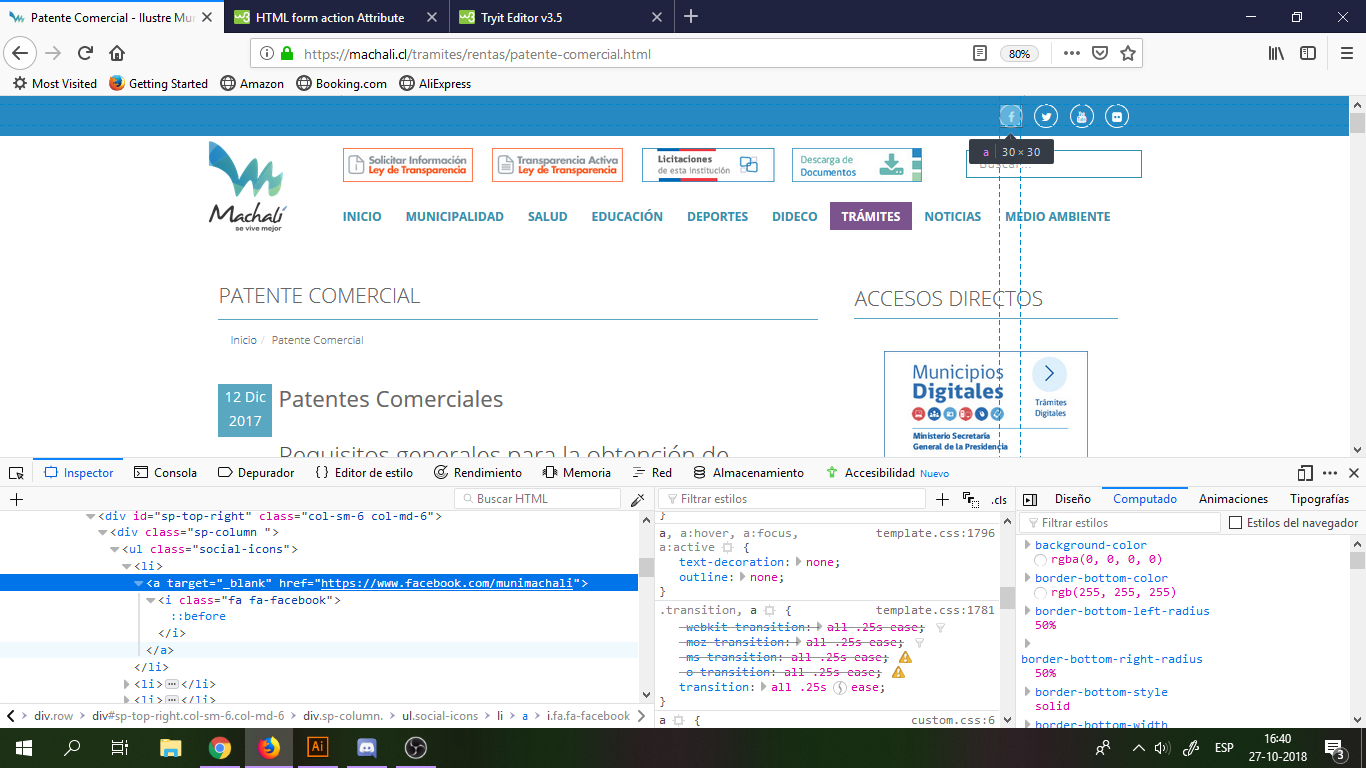 Patente Comercial - Ilustre Mun
HTML form action Attribute
Tryit Editor v3.5
https://machali.cl/tramites/rentas/patente-comercial.html
80%
Most Visited
Getting Started
Amazon
Booking.com
AliExpress
a 30 × 30
Machalí
se vive mejor
Solicitar Información
Ley de Transparencia
Transparencia Activa
Ley de Transparencia
Licitaciones
de esta institución
Descarga de
Documentos
INICIO
MUNICIPALIDAD
SALUD
EDUCACIÓN
DEPORTES
DIDECO
TRÁMITES
NOTICIAS
MEDIO AMBIENTE
PATENTE COMERCIAL
ACCESOS DIRECTOS
Inicio / Patente Comercial
12 Dic
2017
Patentes Comerciales
Requisitos generales para la obtención de
Municipios
Digitales
Trámites
Digitales
Ministerio Secretaría
General de la Presidencia
Inspector
Consola
Depurador
{ } Editor de estilo
Rendimiento
Memoria
Red
Almacenamiento
Accesibilidad Nuevo
Buscar HTML
<div id="sp-top-right" class="col-sm-6 col-md-6">
<div class="sp-column ">
<ul class="social-icons">
<li>
<a target="_blank" href="https://www.facebook.com/munimachali">
<i class="fa fa-facebook">
::before
</i>
</a>
</li>
<li> ••• </li>
<li> ••• </li>
div.row
div#sp-top-right.col-sm-6.col-md-6
div.sp-column.
ul.social-icons
li
a
i.fa.fa-facebook
Filtrar estilos
.cls
}
a, a:hover, a:focus, template.css:1796
a:active {
text-decoration: none;
outline: none;
}
.transition, a { template.css:1781
-webkit-transition: all .25s ease;
-moz-transition: all .25s ease;
-ms-transition: all .25s ease;
-o-transition: all .25s ease;
transition: all .25s ease;
}
a { custom.css:6
Diseño
Computado
Animaciones
Tipografías
Filtrar estilos
Estilos del navegador
background-color
rgba(0, 0, 0, 0)
border-bottom-color
rgb(255, 255, 255)
border-bottom-left-radius
50%
border-bottom-right-radius
50%
border-bottom-style
solid
border-bottom-width
ESP
16:40
27-10-2018
3